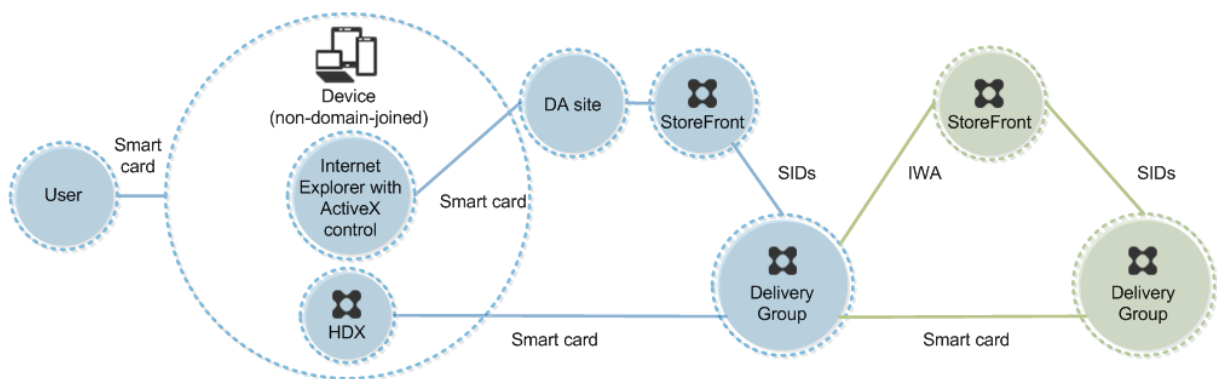 User
Smart
card
Device
(non-domain-joined)
Internet
Explorer with
ActiveX
control
HDX
Smart card
DA site
StoreFront
SIDs
Smart card
Delivery
Group
IWA
StoreFront
SIDs
Smart card
Delivery
Group